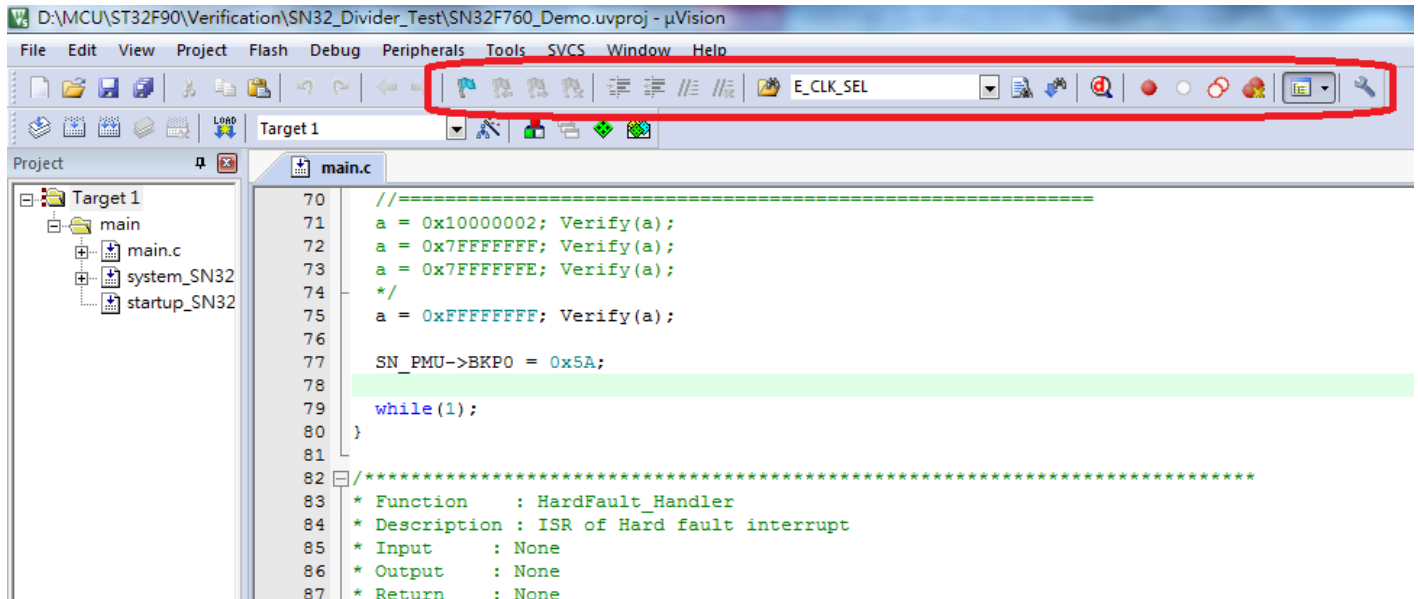 D:\MCU\ST32F90\Verification\SN32_Divider_Test\SN32F760_Demo.uvproj - µVision
File Edit View Project Flash Debug Peripherals Tools SVCS Window Help
E_CLK_SEL
LOAD
Target 1
Project
main.c
Target 1
main
main.c
system_SN32
startup_SN32
70 //============================================================
71 a = 0x10000002; Verify(a);
72 a = 0x7FFFFFFF; Verify(a);
73 a = 0x7FFFFFFE; Verify(a);
74 */
75 a = 0xFFFFFFFF; Verify(a);
76
77 SN_PMU->BKP0 = 0x5A;
78
79 while(1);
80 }
81
82 /*****************************************************************************
83 * Function : HardFault_Handler
84 * Description : ISR of Hard fault interrupt
85 * Input : None
86 * Output : None
87 * Return : None